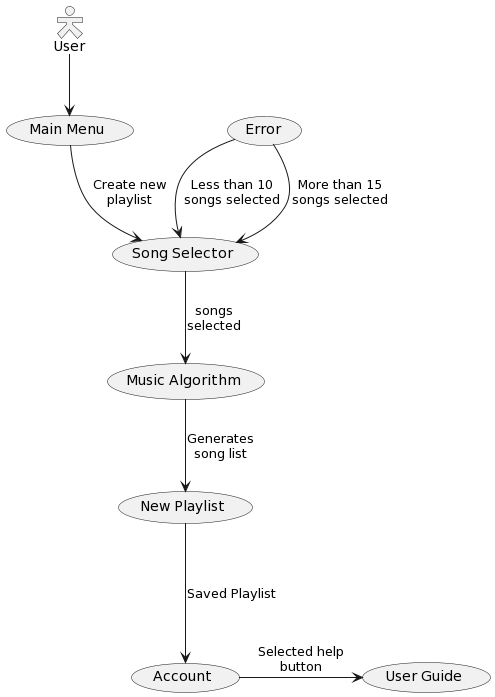 User
Main Menu
Error
Create new
playlist
Less than 10
songs selected
More than 15
songs selected
Song Selector
songs
selected
Music Algorithm
Generates
song list
New Playlist
Saved Playlist
Selected help
button
Account
User Guide